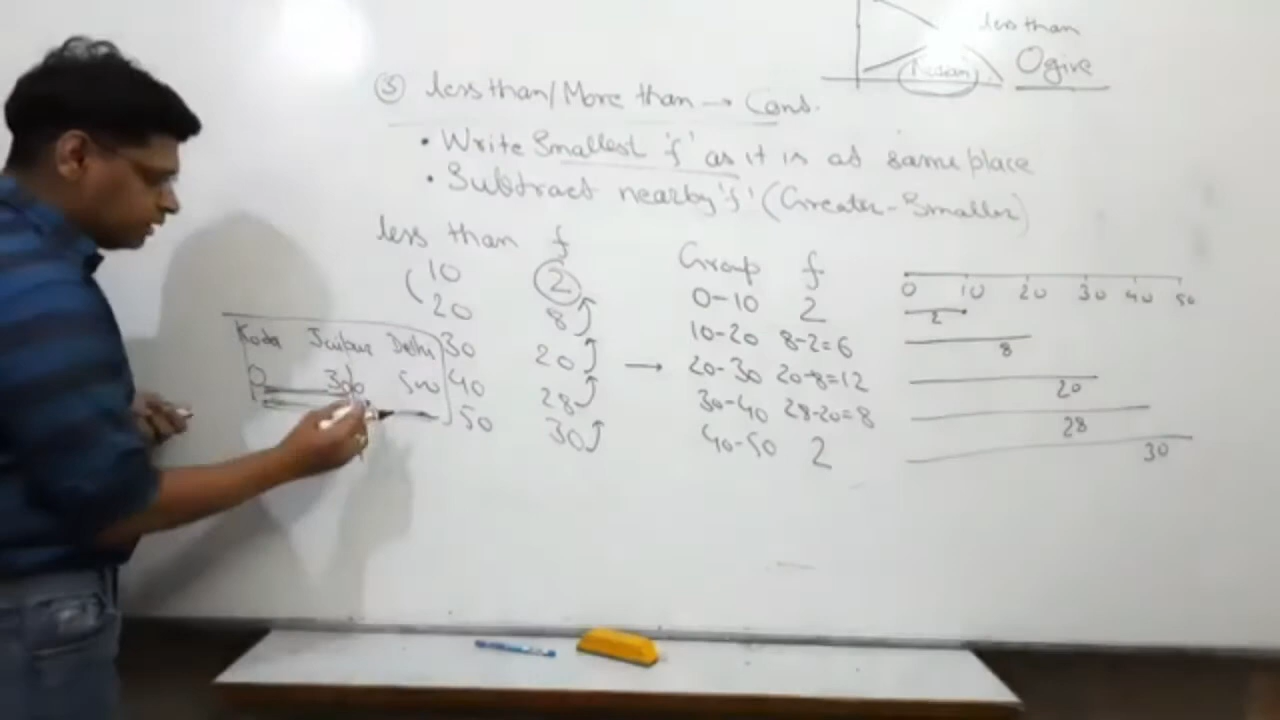 less than
Ogive
Median
③ less than/More than → Cons.
• Write Smallest 'f' as it is at same place
• Subtract nearby 'f' (Greater-Smaller)
less than f
10 2
20 8
30 20
40 28
50 30
Kota Jaipur Delhi
0 300 500
→
Group f
0-10 2
10-20 8-2=6
20-30 20-8=12
30-40 28-20=8
40-50 2
0 10 20 30 40 50
2
8
20
28
30